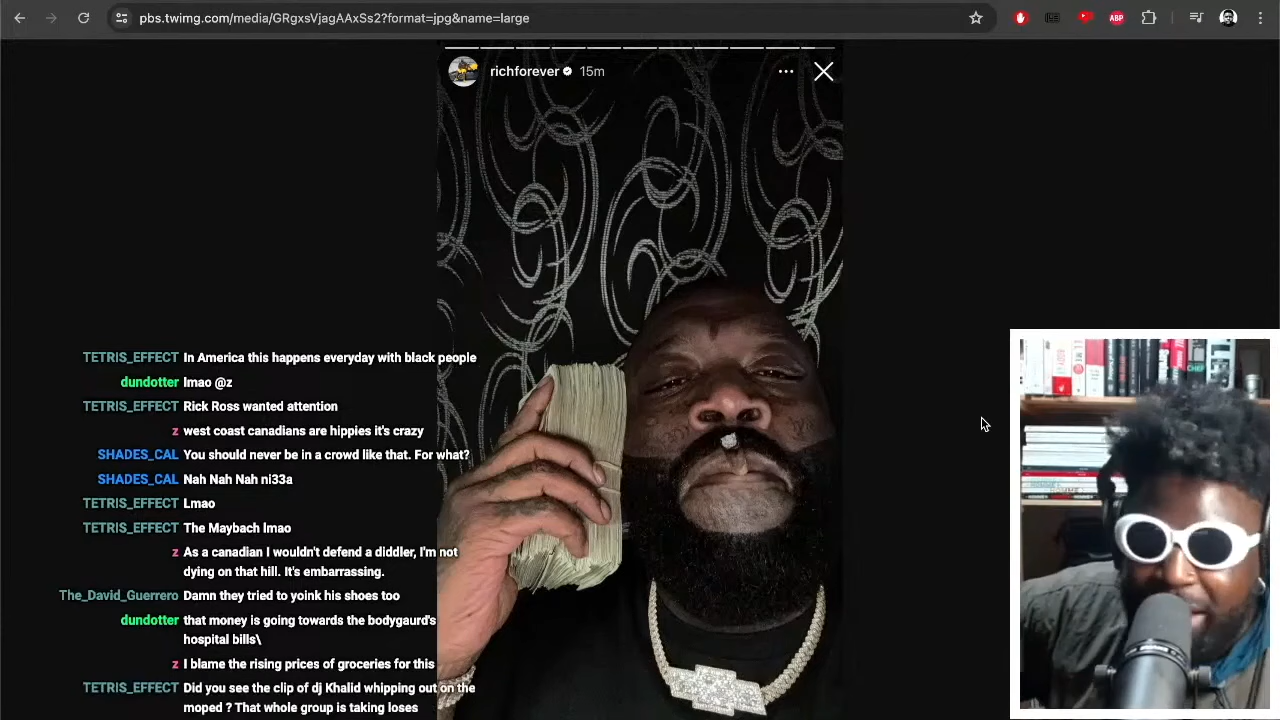 pbs.twimg.com/media/GRgxsVjagAAxSs2?format=jpg&name=large
ABP
richforever 15m
TETRIS_EFFECT In America this happens everyday with black people
dundotter lmao @z
TETRIS_EFFECT Rick Ross wanted attention
z west coast canadians are hippies it's crazy
SHADES_CAL You should never be in a crowd like that. For what?
SHADES_CAL Nah Nah Nah ni33a
TETRIS_EFFECT Lmao
TETRIS_EFFECT The Maybach lmao
z As a canadian I wouldn't defend a diddler, I'm not
dying on that hill. It's embarrassing.
The_David_Guerrero Damn they tried to yoink his shoes too
dundotter that money is going towards the bodygaurd's
hospital bills\
z I blame the rising prices of groceries for this
TETRIS_EFFECT Did you see the clip of dj Khalid whipping out on the
moped ? That whole group is taking loses